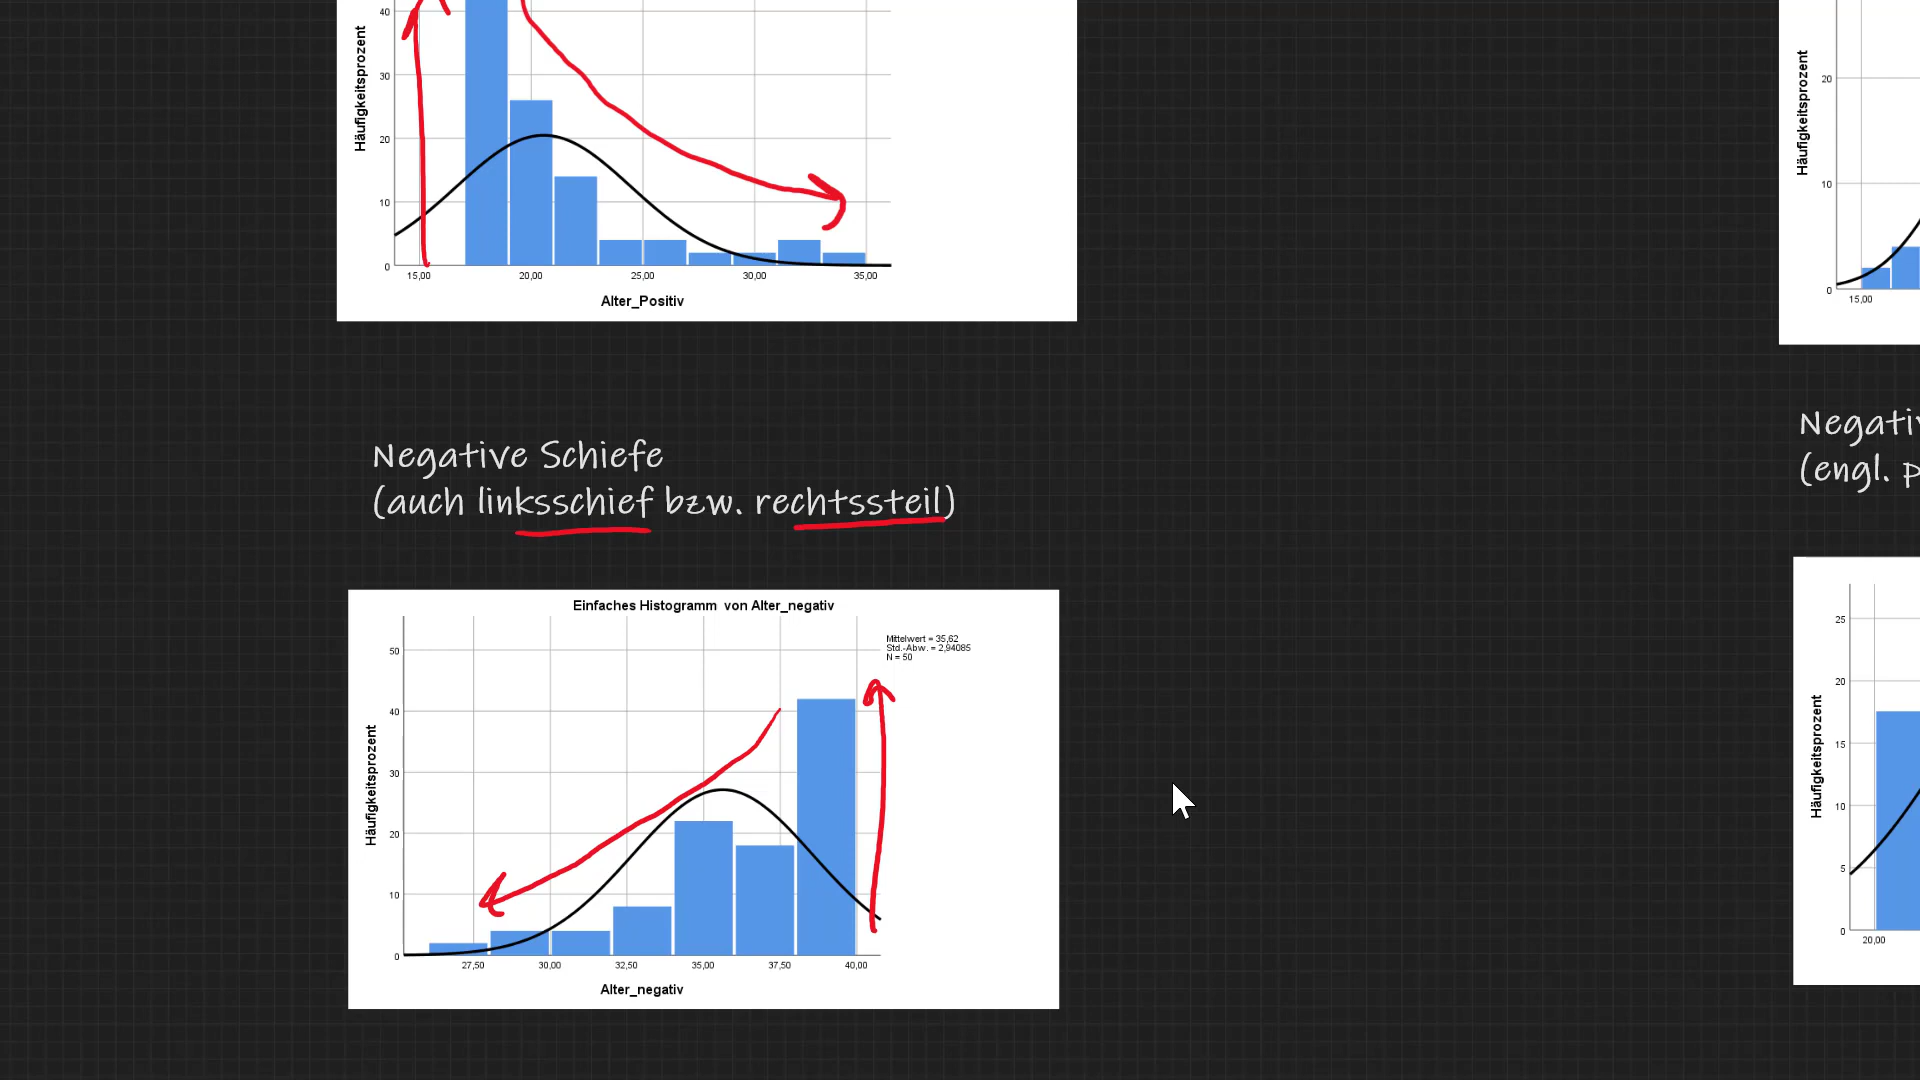 40
30
20
10
0
Häufigkeitsprozent
15,00 20,00 25,00 30,00 35,00
Alter_Positiv
20
10
0
Häufigkeitsprozent
15,00
Negative Schiefe
(auch linksschief bzw. rechtssteil)
Negativ
(engl. p
Einfaches Histogramm von Alter_negativ
Mittelwert = 35,62
Std.-Abw. = 2,94085
N = 50
50
40
30
20
10
0
Häufigkeitsprozent
27,50 30,00 32,50 35,00 37,50 40,00
Alter_negativ
25
20
15
10
5
0
Häufigkeitsprozent
20,00